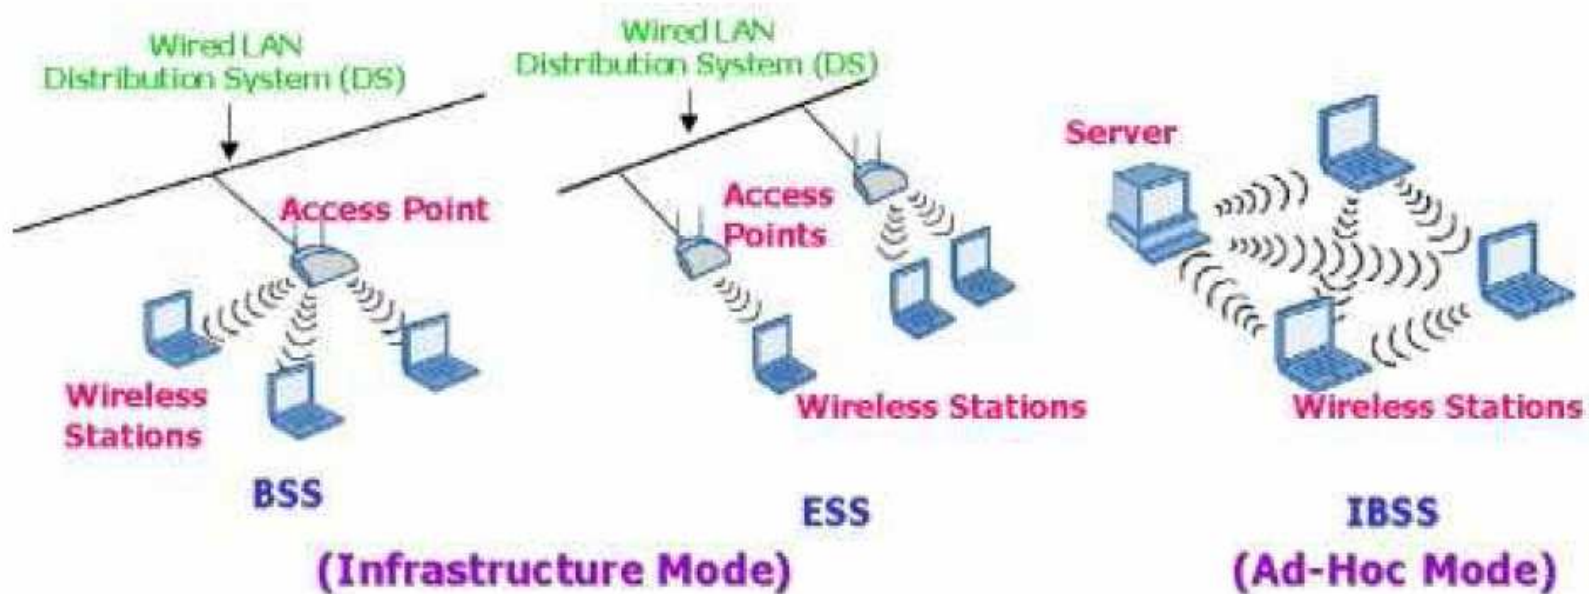 Wired LAN
Distribution System (DS)
Access Point
Wireless
Stations
BSS
Wired LAN
Distribution System (DS)
Access
Points
Wireless Stations
ESS
(Infrastructure Mode)
Server
Wireless Stations
IBSS
(Ad-Hoc Mode)